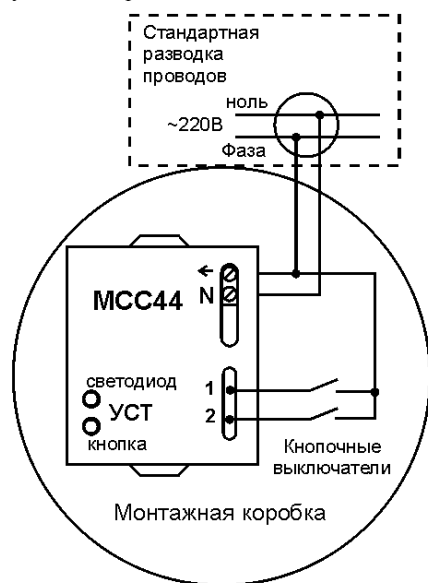 Стандартная
разводка
проводов
ноль
~220В
Фаза
←
МСС44
N
светодиод
1
УСТ
2
кнопка
Кнопочные
выключатели
Монтажная коробка